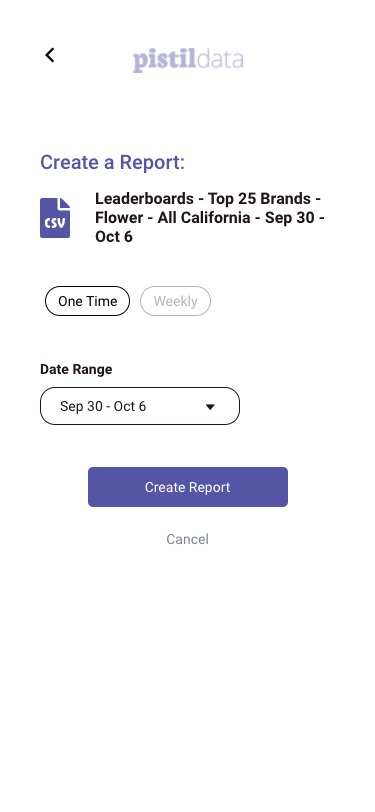 pistildata
Create a Report:
CSV
Leaderboards - Top 25 Brands -
Flower - All California - Sep 30 -
Oct 6
One Time
Weekly
Date Range
Sep 30 - Oct 6
Create Report
Cancel